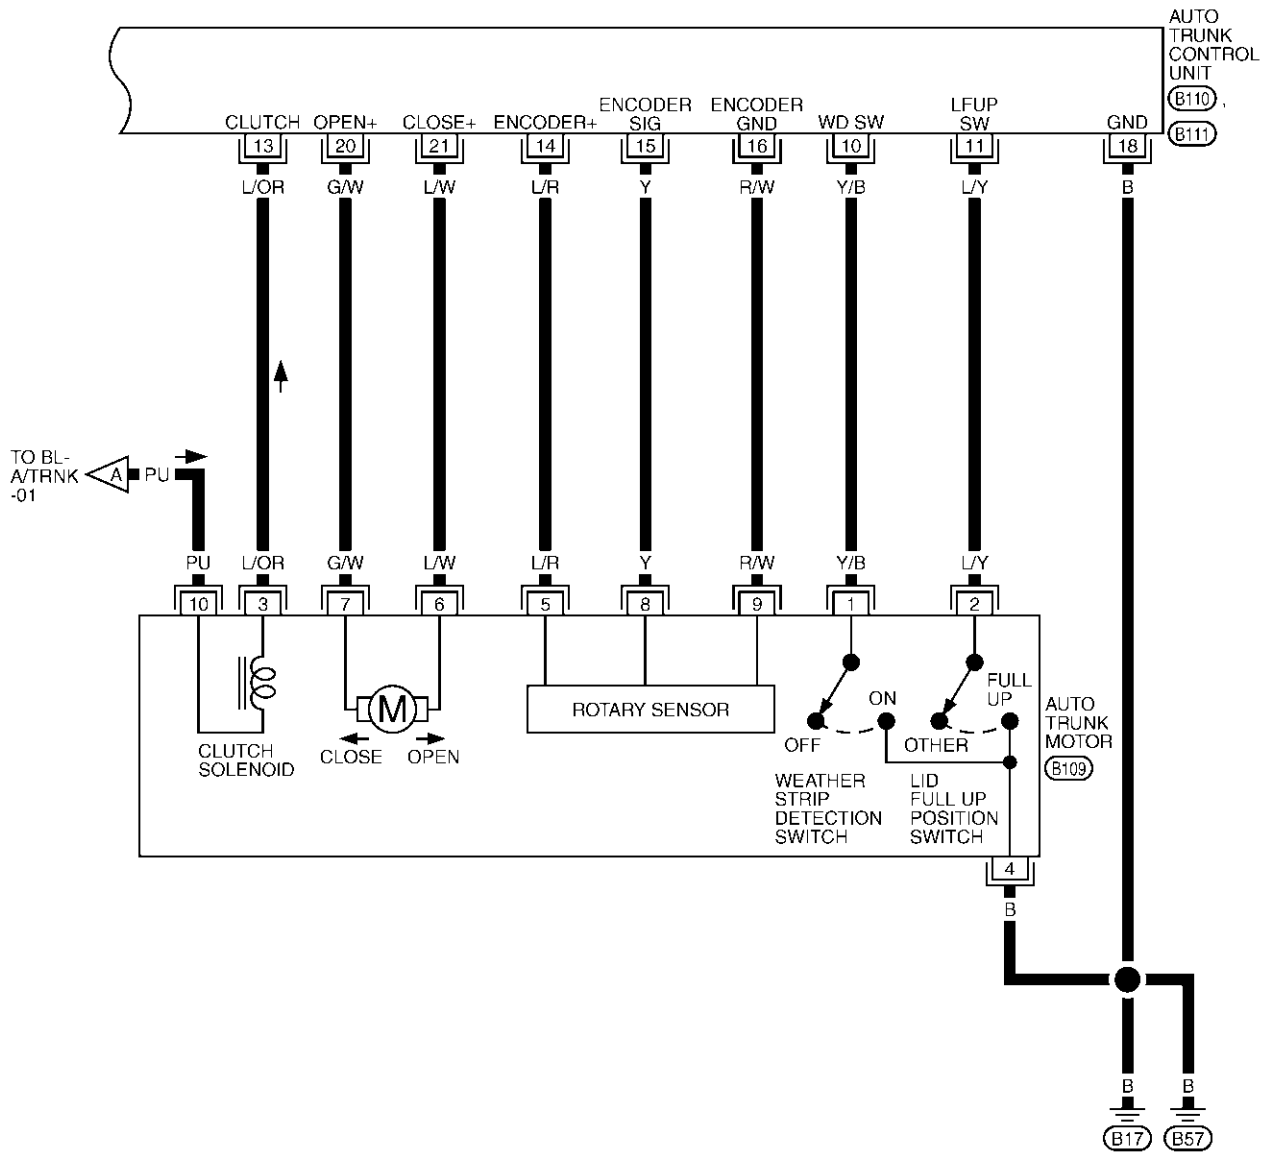 AUTO
TRUNK
CONTROL
UNIT
B110 ,
B111
CLUTCH OPEN+ CLOSE+ ENCODER+ ENCODER SIG ENCODER GND WD SW LFUP SW GND
13 20 21 14 15 16 10 11 18
L/OR G/W L/W L/R Y R/W Y/B L/Y B
TO BL-
A/TRNK
-01
A PU
PU L/OR G/W L/W L/R Y R/W Y/B L/Y
10 3 7 6 5 8 9 1 2
M
CLOSE OPEN
CLUTCH
SOLENOID
ROTARY SENSOR
OFF ON
WEATHER
STRIP
DETECTION
SWITCH
OTHER
FULL
UP
LID
FULL UP
POSITION
SWITCH
AUTO
TRUNK
MOTOR
B109
4
B
B B
B17 B57